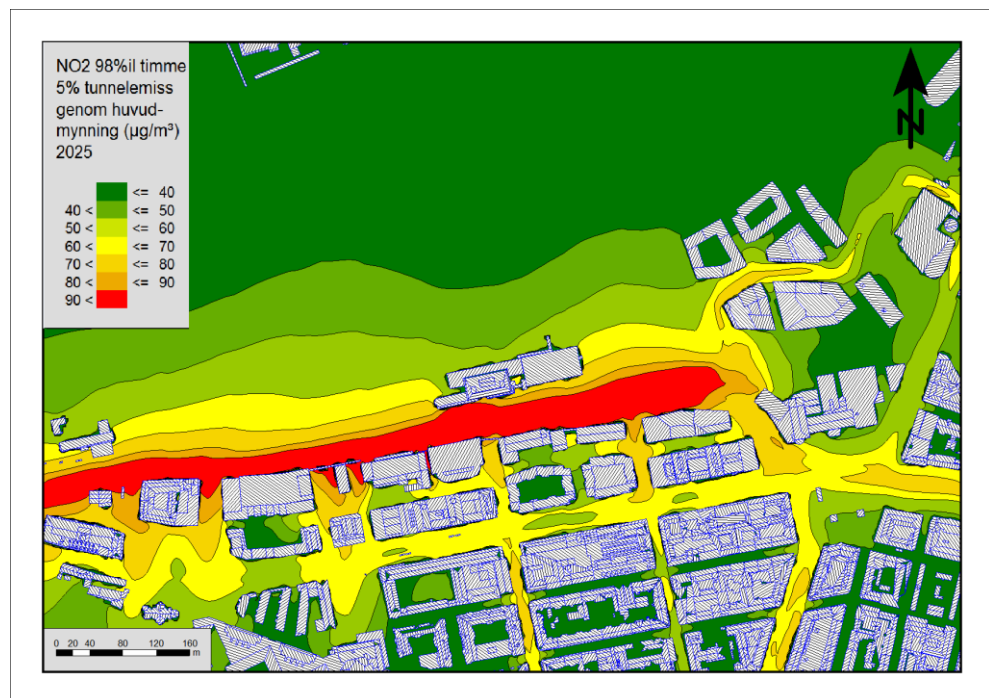 NO2 98%il timme
5% tunnelemiss
genom huvud-
mynning (µg/m³)
2025
<= 40
40 < <= 50
50 < <= 60
60 < <= 70
70 < <= 80
80 < <= 90
90 <
N
0 20 40 80 120 160
m